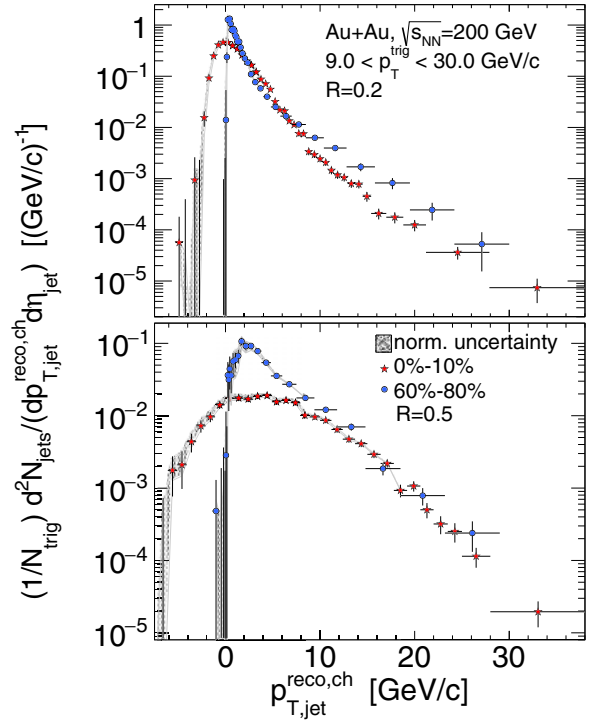 (1/N_trig) d²N_jets/(dp_T,jet^reco,ch dη_jet) [(GeV/c)⁻¹]
1
10⁻¹
10⁻²
10⁻³
10⁻⁴
10⁻⁵
Au+Au, √s_NN=200 GeV
9.0 < p_T^trig < 30.0 GeV/c
R=0.2
10⁻¹
10⁻²
10⁻³
10⁻⁴
10⁻⁵
norm. uncertainty
0%-10%
60%-80%
R=0.5
0 10 20 30
p_T,jet^reco,ch [GeV/c]